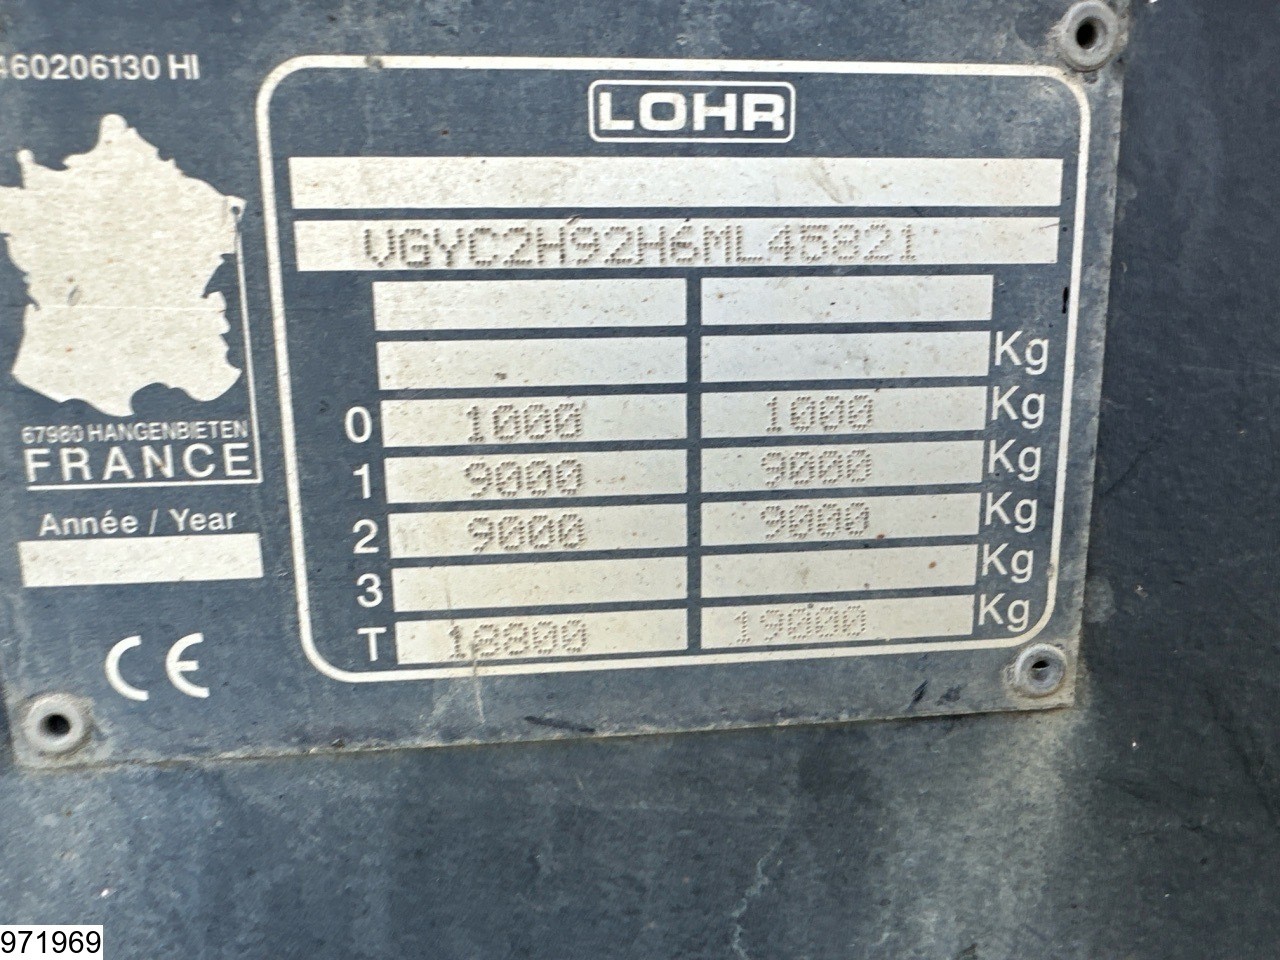 460206130 HI
LOHR
VGYC2H92H6ML45821
Kg
0 1000 1000 Kg
1 9000 9000 Kg
2 9000 9000 Kg
3 Kg
T 18800 19000 Kg
67980 HANGENBIETEN
FRANCE
Année / Year
CE
971969